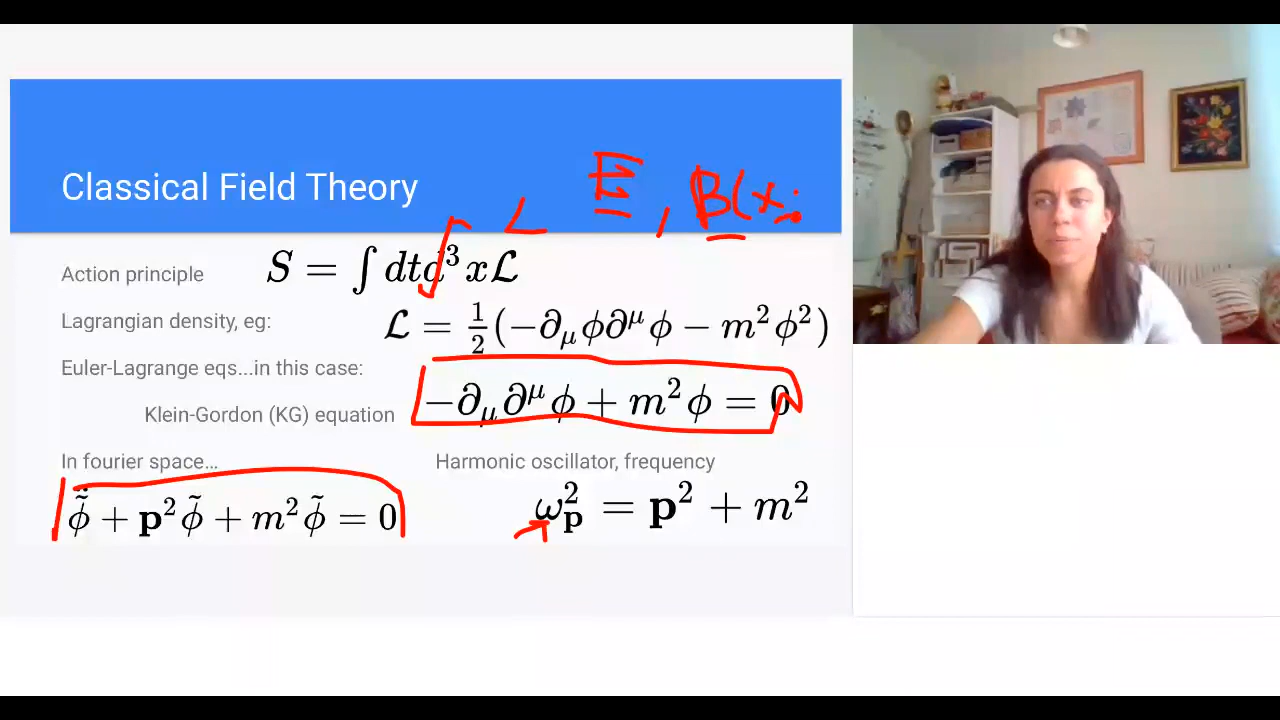 Classical Field Theory
L E, B(x,
Action principle S = ∫ dtd³x𝓛
Lagrangian density, eg: 𝓛 = ½(−∂_μϕ∂^μϕ − m²ϕ²)
Euler-Lagrange eqs...in this case:
Klein-Gordon (KG) equation −∂_μ∂^μϕ + m²ϕ = 0
In fourier space... Harmonic oscillator, frequency
ϕ̃̈ + 𝐩²ϕ̃ + m²ϕ̃ = 0 ω²_𝐩 = 𝐩² + m²